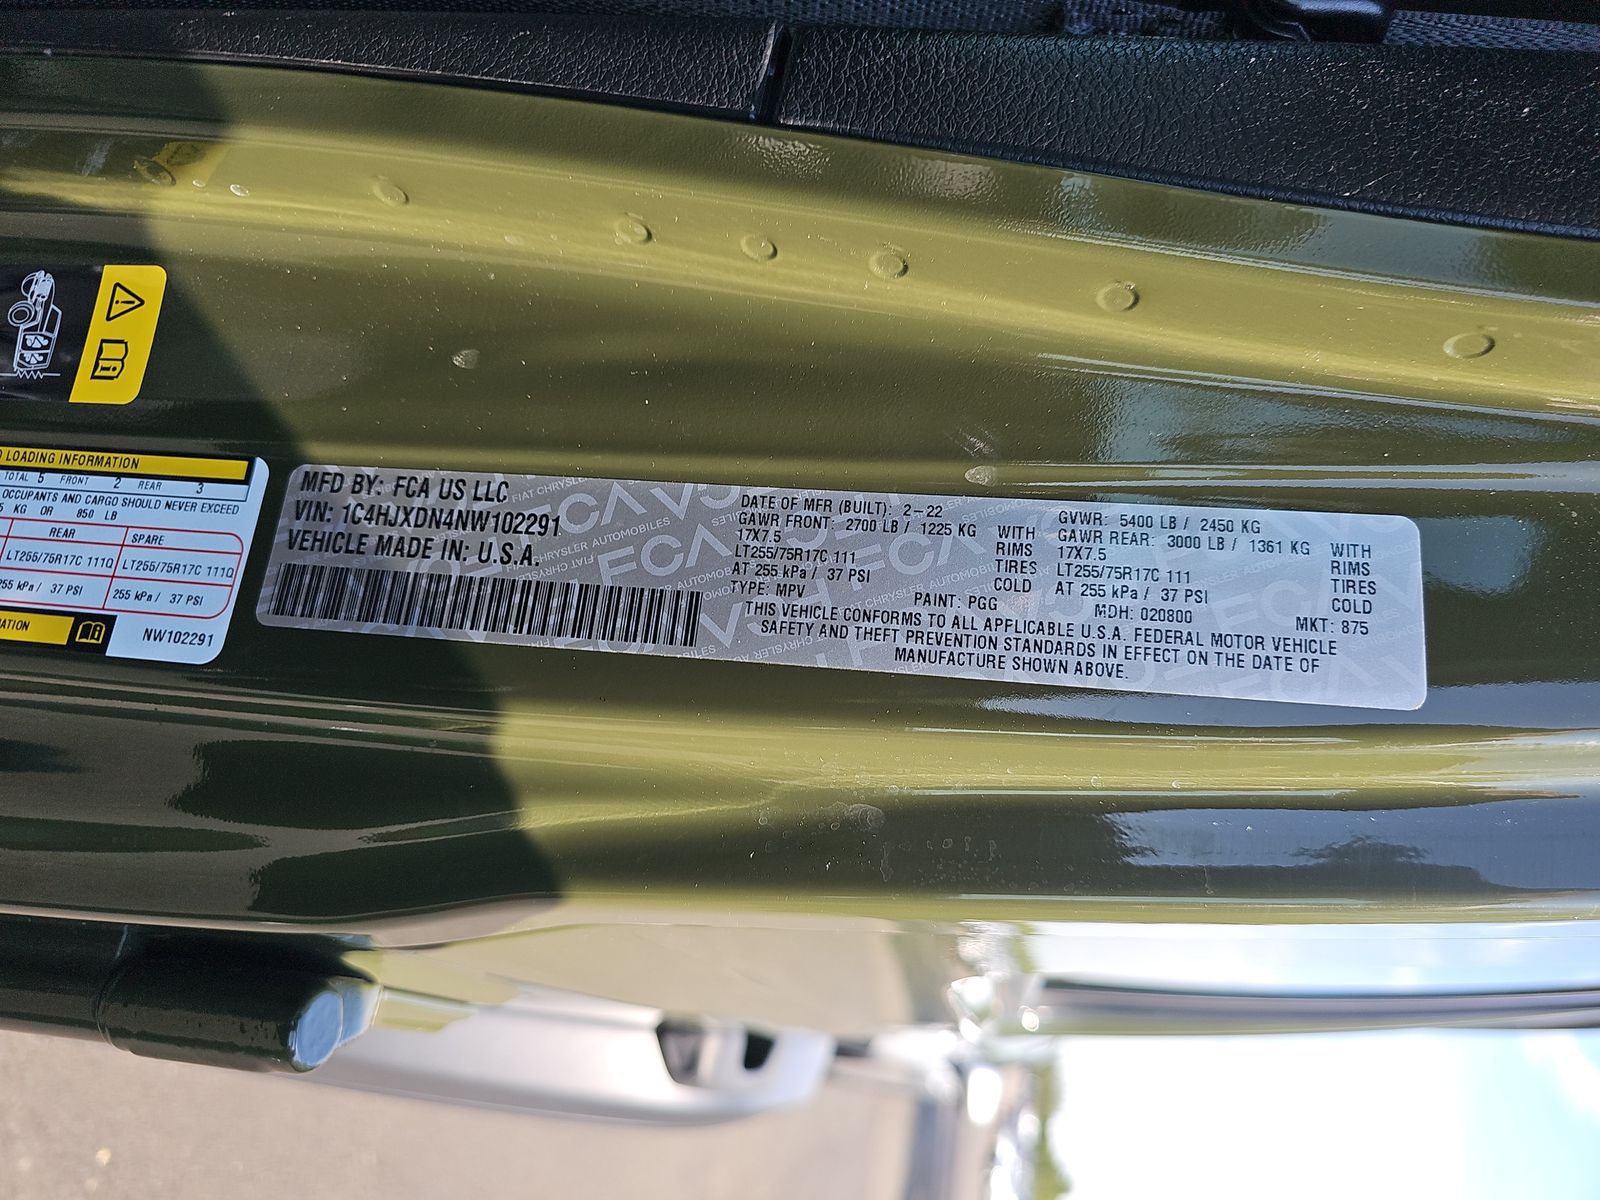 O LOADING INFORMATION
TOTAL 5 FRONT 2 REAR 3
OCCUPANTS AND CARGO SHOULD NEVER EXCEED
KG OR 850 LB
REAR SPARE
LT255/75R17C 111Q LT255/75R17C 111Q
255 kPa / 37 PSI 255 kPa / 37 PSI
NW102291
MFD BY: FCA US LLC
VIN: 1C4HJXDN4NW102291
VEHICLE MADE IN: U.S.A.
DATE OF MFR (BUILT): 2-22 GVWR: 5400 LB / 2450 KG
GAWR FRONT: 2700 LB / 1225 KG WITH GAWR REAR: 3000 LB / 1361 KG WITH
17X7.5 RIMS 17X7.5 RIMS
LT255/75R17C 111 TIRES LT255/75R17C 111 TIRES
AT 255 kPa / 37 PSI COLD AT 255 kPa / 37 PSI COLD
TYPE: MPV PAINT: PGG MDH: 020800 MKT: 875
THIS VEHICLE CONFORMS TO ALL APPLICABLE U.S.A. FEDERAL MOTOR VEHICLE
SAFETY AND THEFT PREVENTION STANDARDS IN EFFECT ON THE DATE OF
MANUFACTURE SHOWN ABOVE.